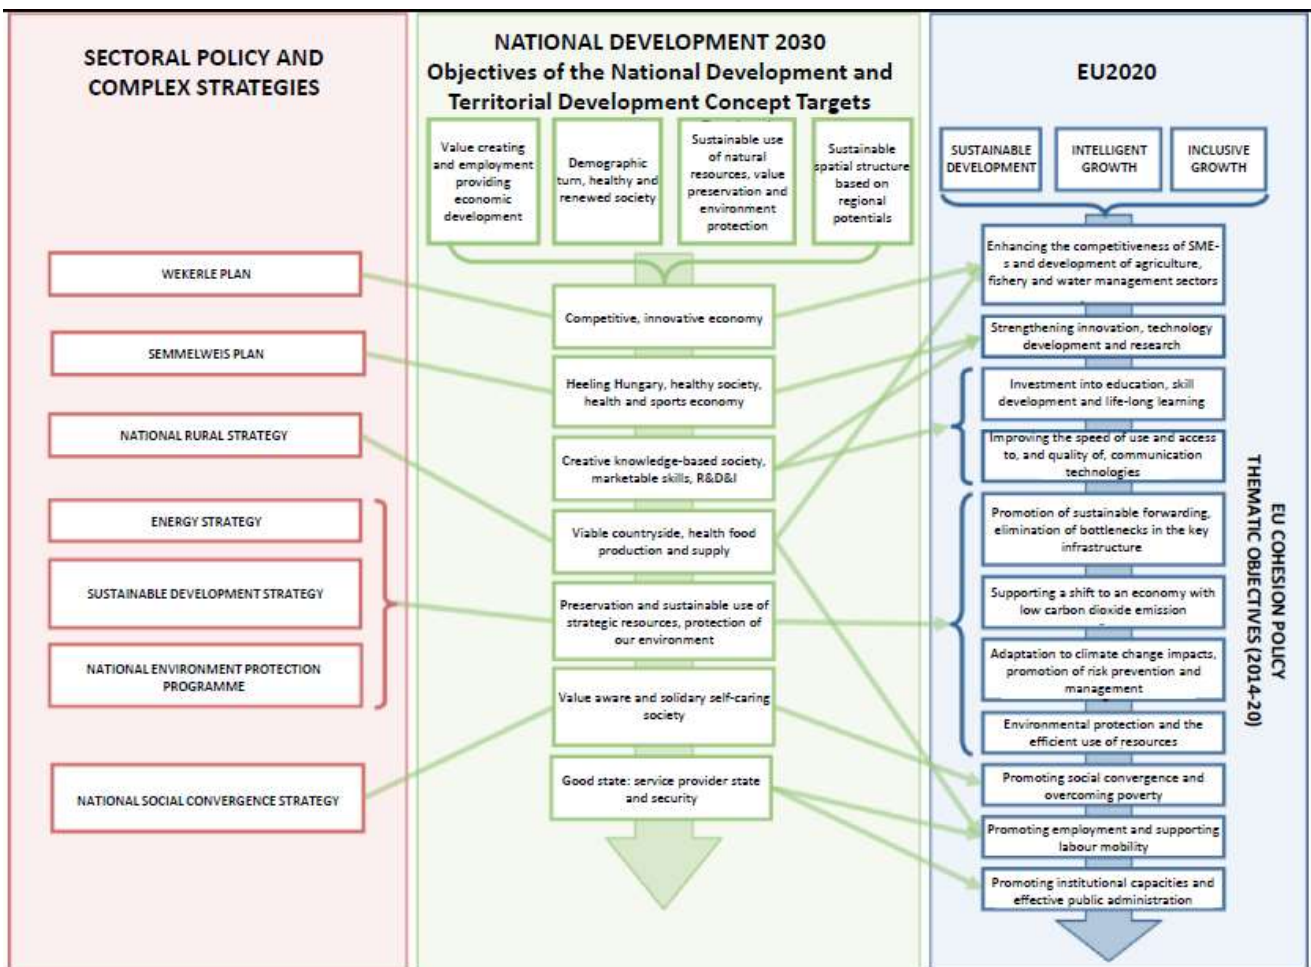 SECTORAL POLICY AND
COMPLEX STRATEGIES
WEKERLE PLAN
SEMMELWEIS PLAN
NATIONAL RURAL STRATEGY
ENERGY STRATEGY
SUSTAINABLE DEVELOPMENT STRATEGY
NATIONAL ENVIRONMENT PROTECTION
PROGRAMME
NATIONAL SOCIAL CONVERGENCE STRATEGY
NATIONAL DEVELOPMENT 2030
Objectives of the National Development and
Territorial Development Concept Targets
Value creating
and employment
providing
economic
development
Demographic
turn, healthy and
renewed society
Sustainable use
of natural
resources, value
preservation and
environment
protection
Sustainable
spatial structure
based on
regional
potentials
Competitive, innovative economy
Heeling Hungary, healthy society,
health and sports economy
Creative knowledge-based society,
marketable skills, R&D&I
Viable countryside, health food
production and supply
Preservation and sustainable use of
strategic resources, protection of
our environment
Value aware and solidary self-caring
society
Good state: service provider state
and security
EU2020
SUSTAINABLE
DEVELOPMENT
INTELLIGENT
GROWTH
INCLUSIVE
GROWTH
Enhancing the competitiveness of SME-
s and development of agriculture,
fishery and water management sectors
Strengthening innovation, technology
development and research
Investment into education, skill
development and life-long learning
Improving the speed of use and access
to, and quality of, communication
technologies
Promotion of sustainable forwarding,
elimination of bottlenecks in the key
infrastructure
Supporting a shift to an economy with
low carbon dioxide emission
Adaptation to climate change impacts,
promotion of risk prevention and
management
Environmental protection and the
efficient use of resources
Promoting social convergence and
overcoming poverty
Promoting employment and supporting
labour mobility
Promoting institutional capacities and
effective public administration
EU COHESION POLICY
THEMATIC OBJECTIVES (2014-20)